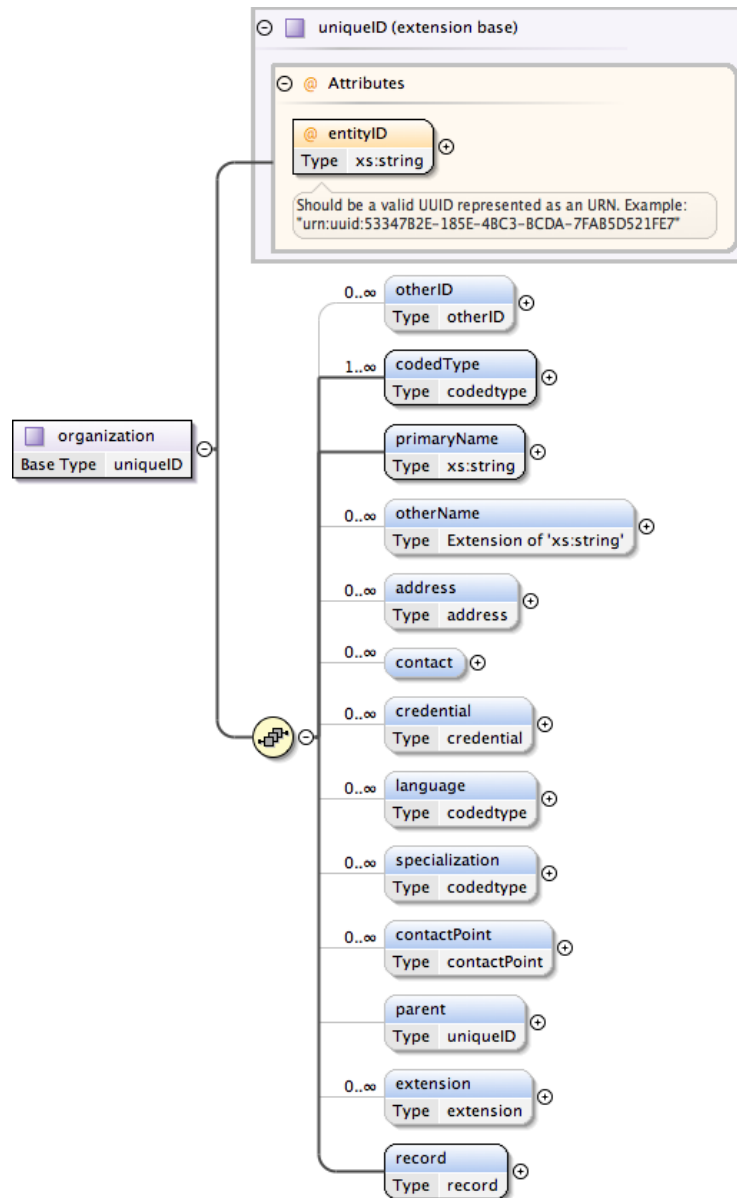 uniqueID (extension base)
@ Attributes
@ entityID
Type xs:string
Should be a valid UUID represented as an URN. Example:
"urn:uuid:53347B2E-185E-4BC3-BCDA-7FAB5D521FE7"
0..∞ otherID
Type otherID
1..∞ codedType
Type codedtype
organization
Base Type uniqueID
primaryName
Type xs:string
0..∞ otherName
Type Extension of 'xs:string'
0..∞ address
Type address
0..∞ contact
0..∞ credential
Type credential
0..∞ language
Type codedtype
0..∞ specialization
Type codedtype
0..∞ contactPoint
Type contactPoint
parent
Type uniqueID
0..∞ extension
Type extension
record
Type record